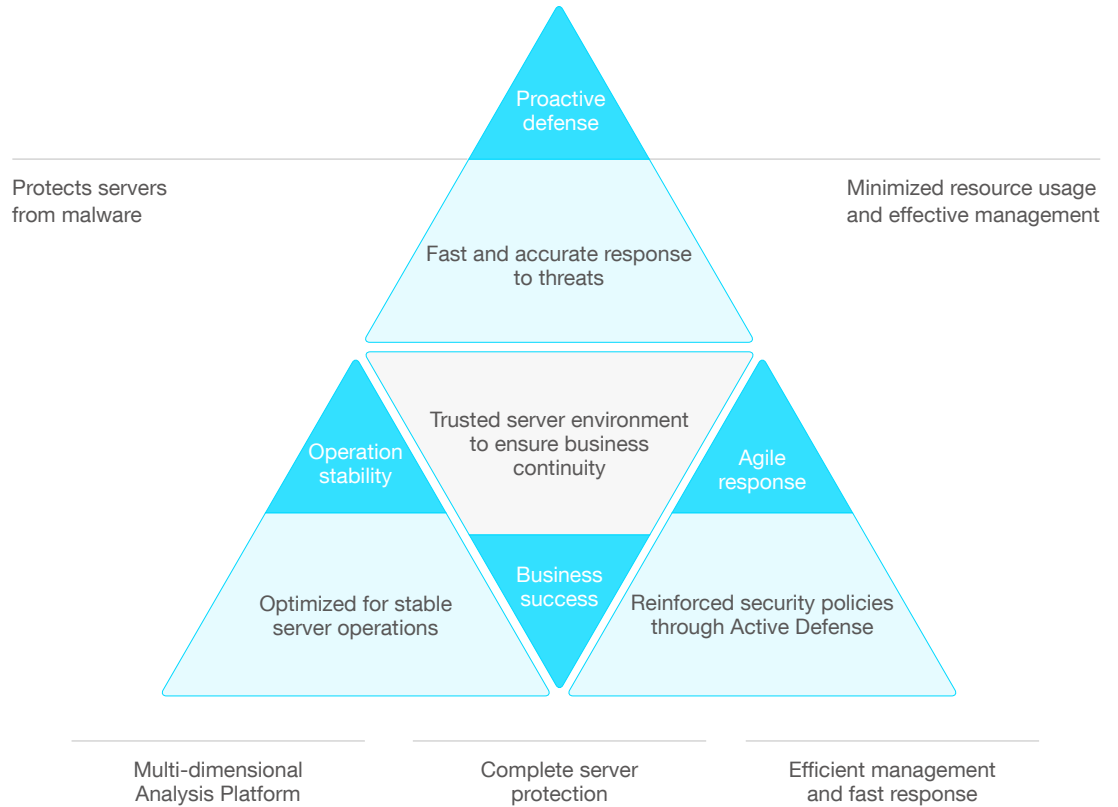 Proactive
defense
Protects servers
from malware
Minimized resource usage
and effective management
Fast and accurate response
to threats
Trusted server environment
to ensure business
continuity
Operation
stability
Agile
response
Business
success
Optimized for stable
server operations
Reinforced security policies
through Active Defense
Multi-dimensional
Analysis Platform
Complete server
protection
Efficient management
and fast response